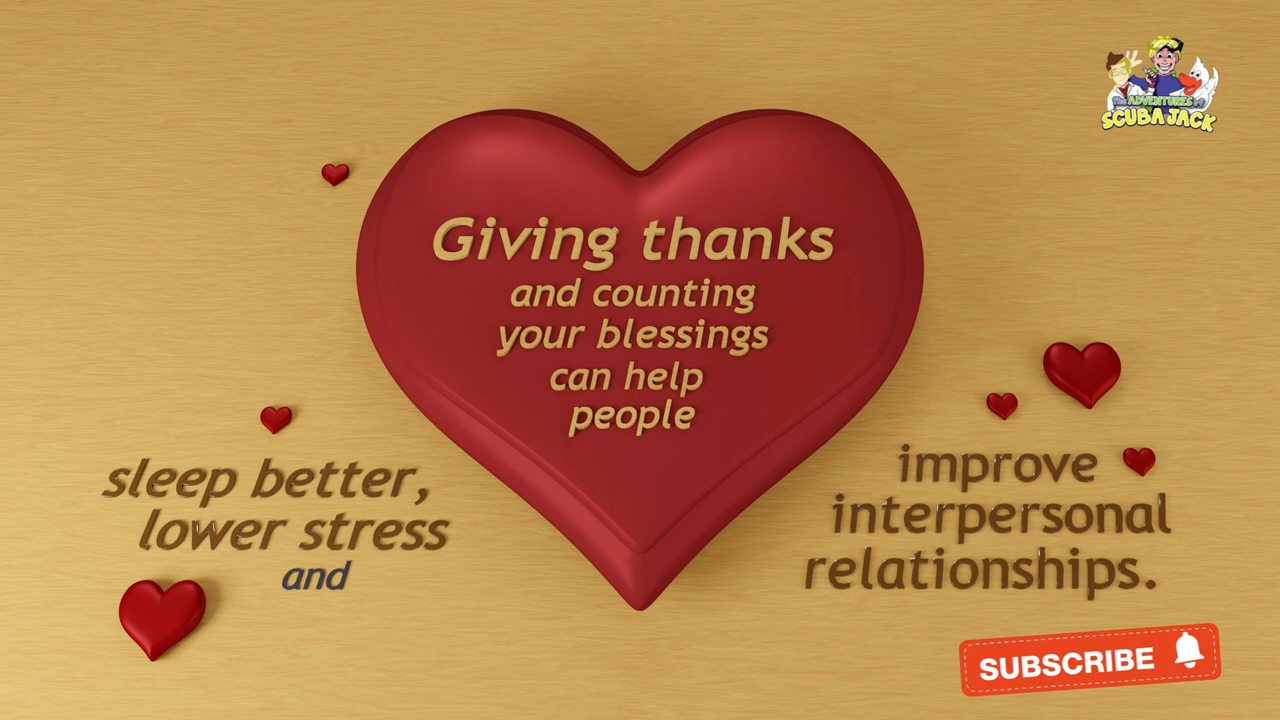 The ADVENTURES of
SCUBA JACK
Giving thanks
and counting
your blessings
can help
people
sleep better,
lower stress
and
improve
interpersonal
relationships.
SUBSCRIBE